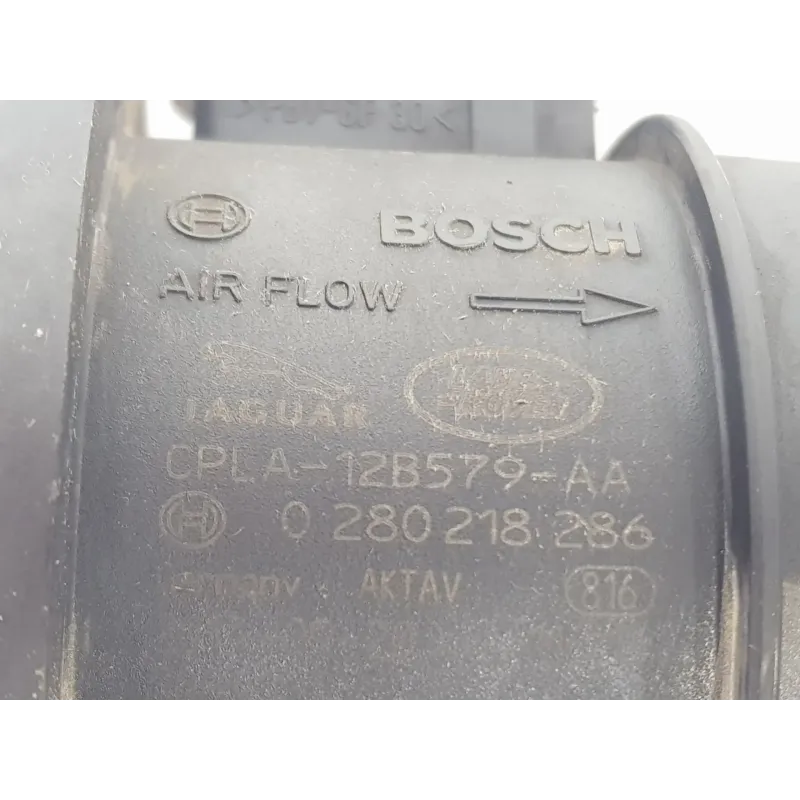 BOSCH
AIR FLOW
JAGUAR
CPLA-12B579-AA
0 280 218 286
AKTAV 816